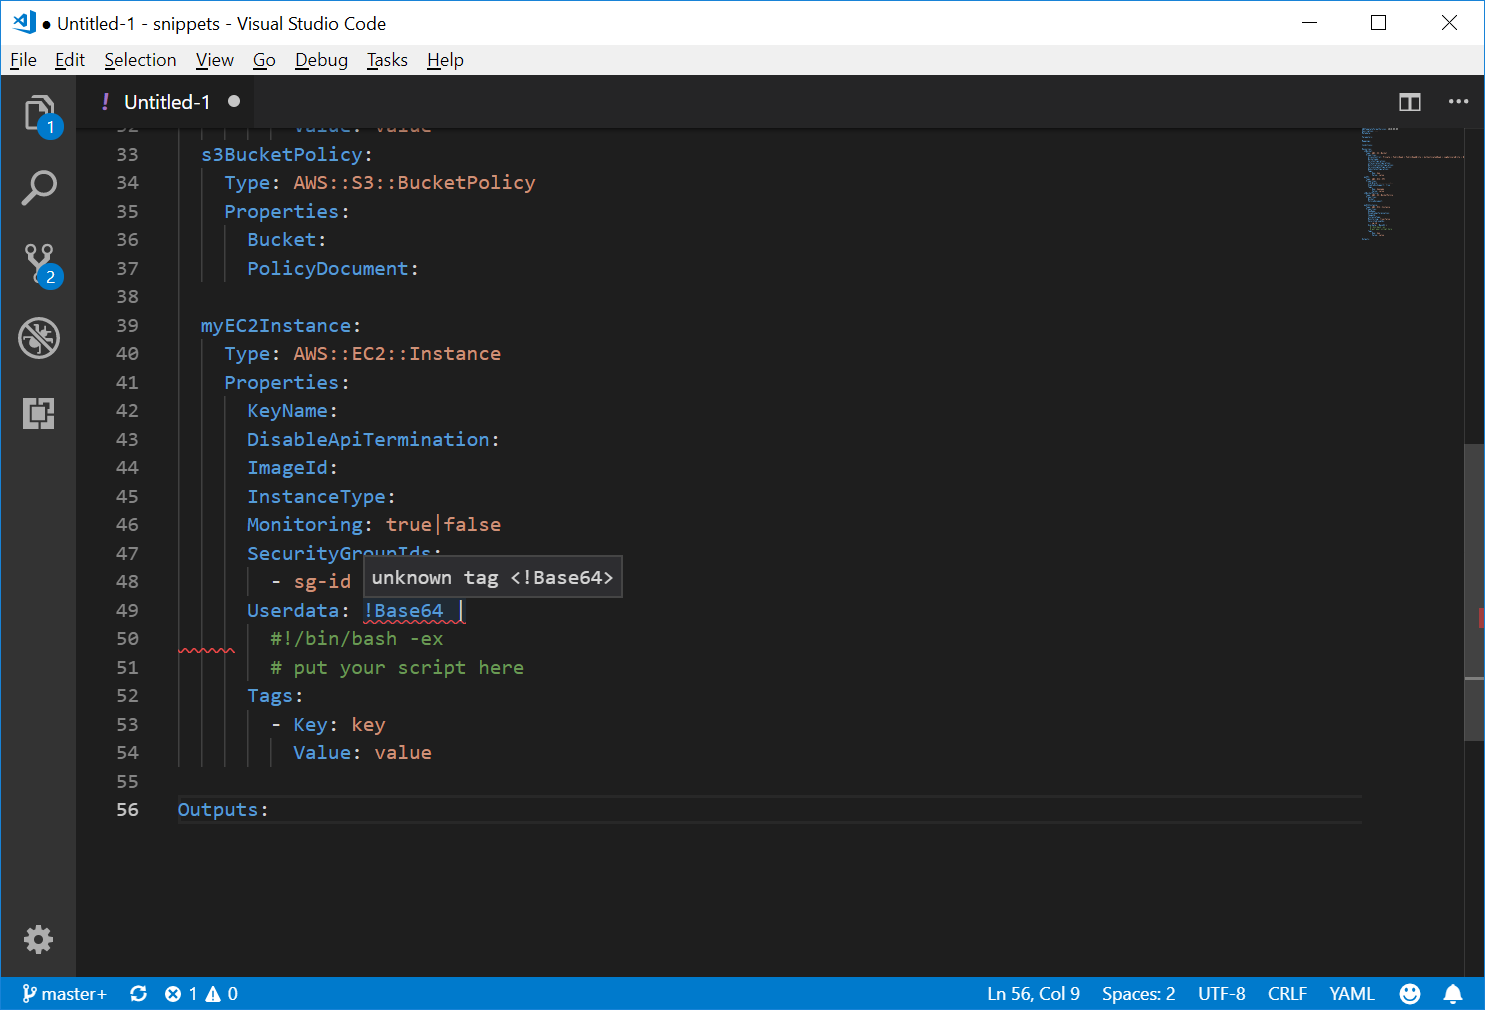 ● Untitled-1 - snippets - Visual Studio Code
File Edit Selection View Go Debug Tasks Help
! Untitled-1 ●
32 Value: value
33 s3BucketPolicy:
34 Type: AWS::S3::BucketPolicy
35 Properties:
36 Bucket:
37 PolicyDocument:
38
39 myEC2Instance:
40 Type: AWS::EC2::Instance
41 Properties:
42 KeyName:
43 DisableApiTermination:
44 ImageId:
45 InstanceType:
46 Monitoring: true|false
47 SecurityGroupIds:
unknown tag <!Base64>
48 - sg-id
49 Userdata: !Base64 |
50 #!/bin/bash -ex
51 # put your script here
52 Tags:
53 - Key: key
54 Value: value
55
56 Outputs:
1
2
master+ 1 0 Ln 56, Col 9 Spaces: 2 UTF-8 CRLF YAML